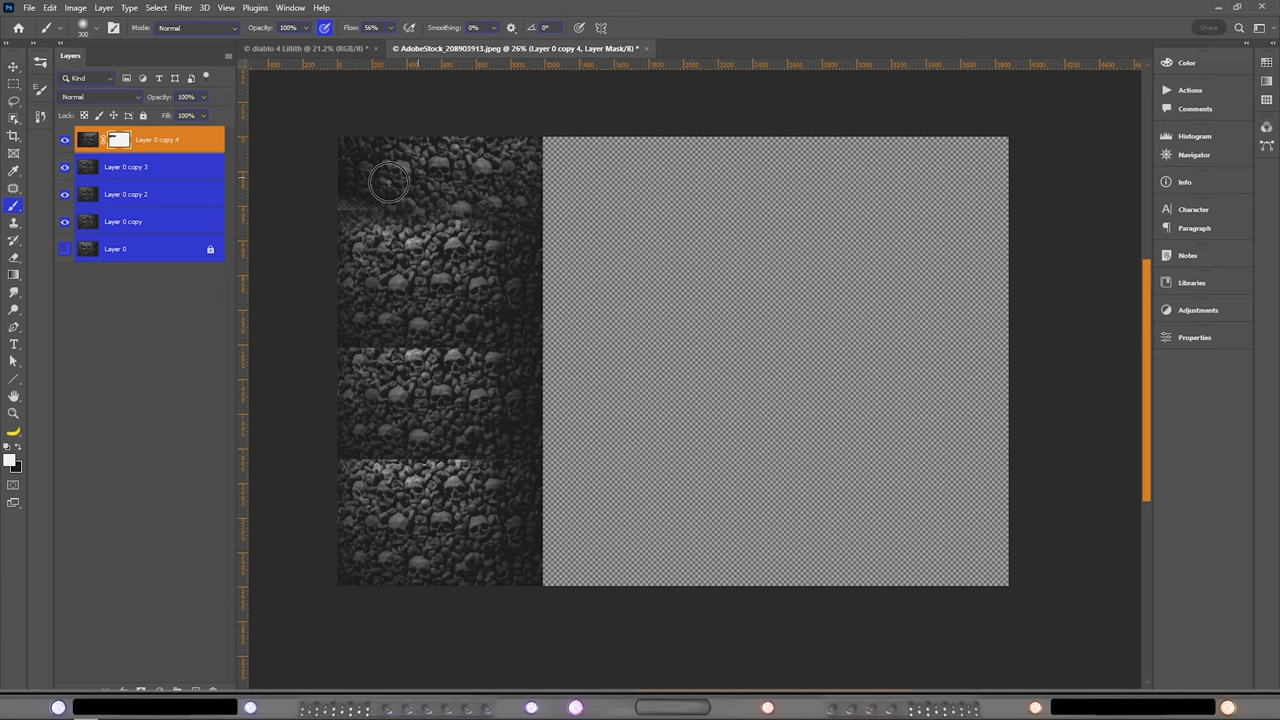 File Edit Image Layer Type Select Filter 3D View Plugins Window Help
300 Mode: Normal Opacity: 100% Flow: 56% Smoothing: 0% 0° Share
© diablo 4 Lillith @ 21.2% (RGB/8) * × © AdobeStock_208903913.jpeg @ 26% (Layer 0 copy 4, Layer Mask/8) * ×
Layers
Kind
Normal Opacity: 100%
Lock: Fill: 100%
Layer 0 copy 4
Layer 0 copy 3
Layer 0 copy 2
Layer 0 copy
Layer 0
Color
Actions
Comments
Histogram
Navigator
Info
Character
Paragraph
Notes
Libraries
Adjustments
Properties